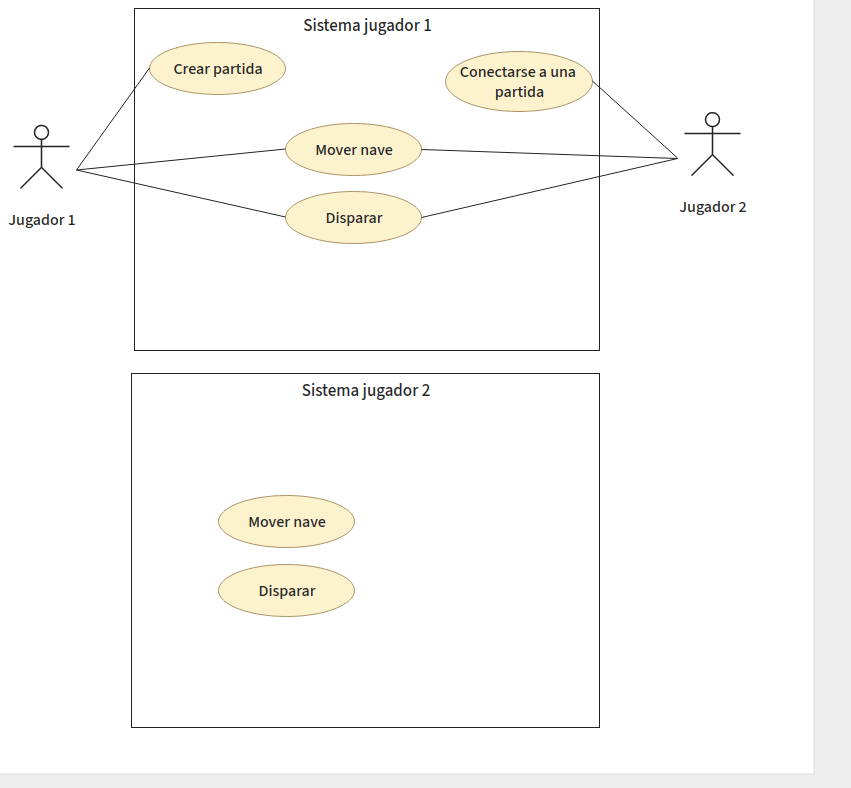 Sistema jugador 1
Crear partida
Conectarse a una
partida
Mover nave
Disparar
Jugador 1
Jugador 2
Sistema jugador 2
Mover nave
Disparar